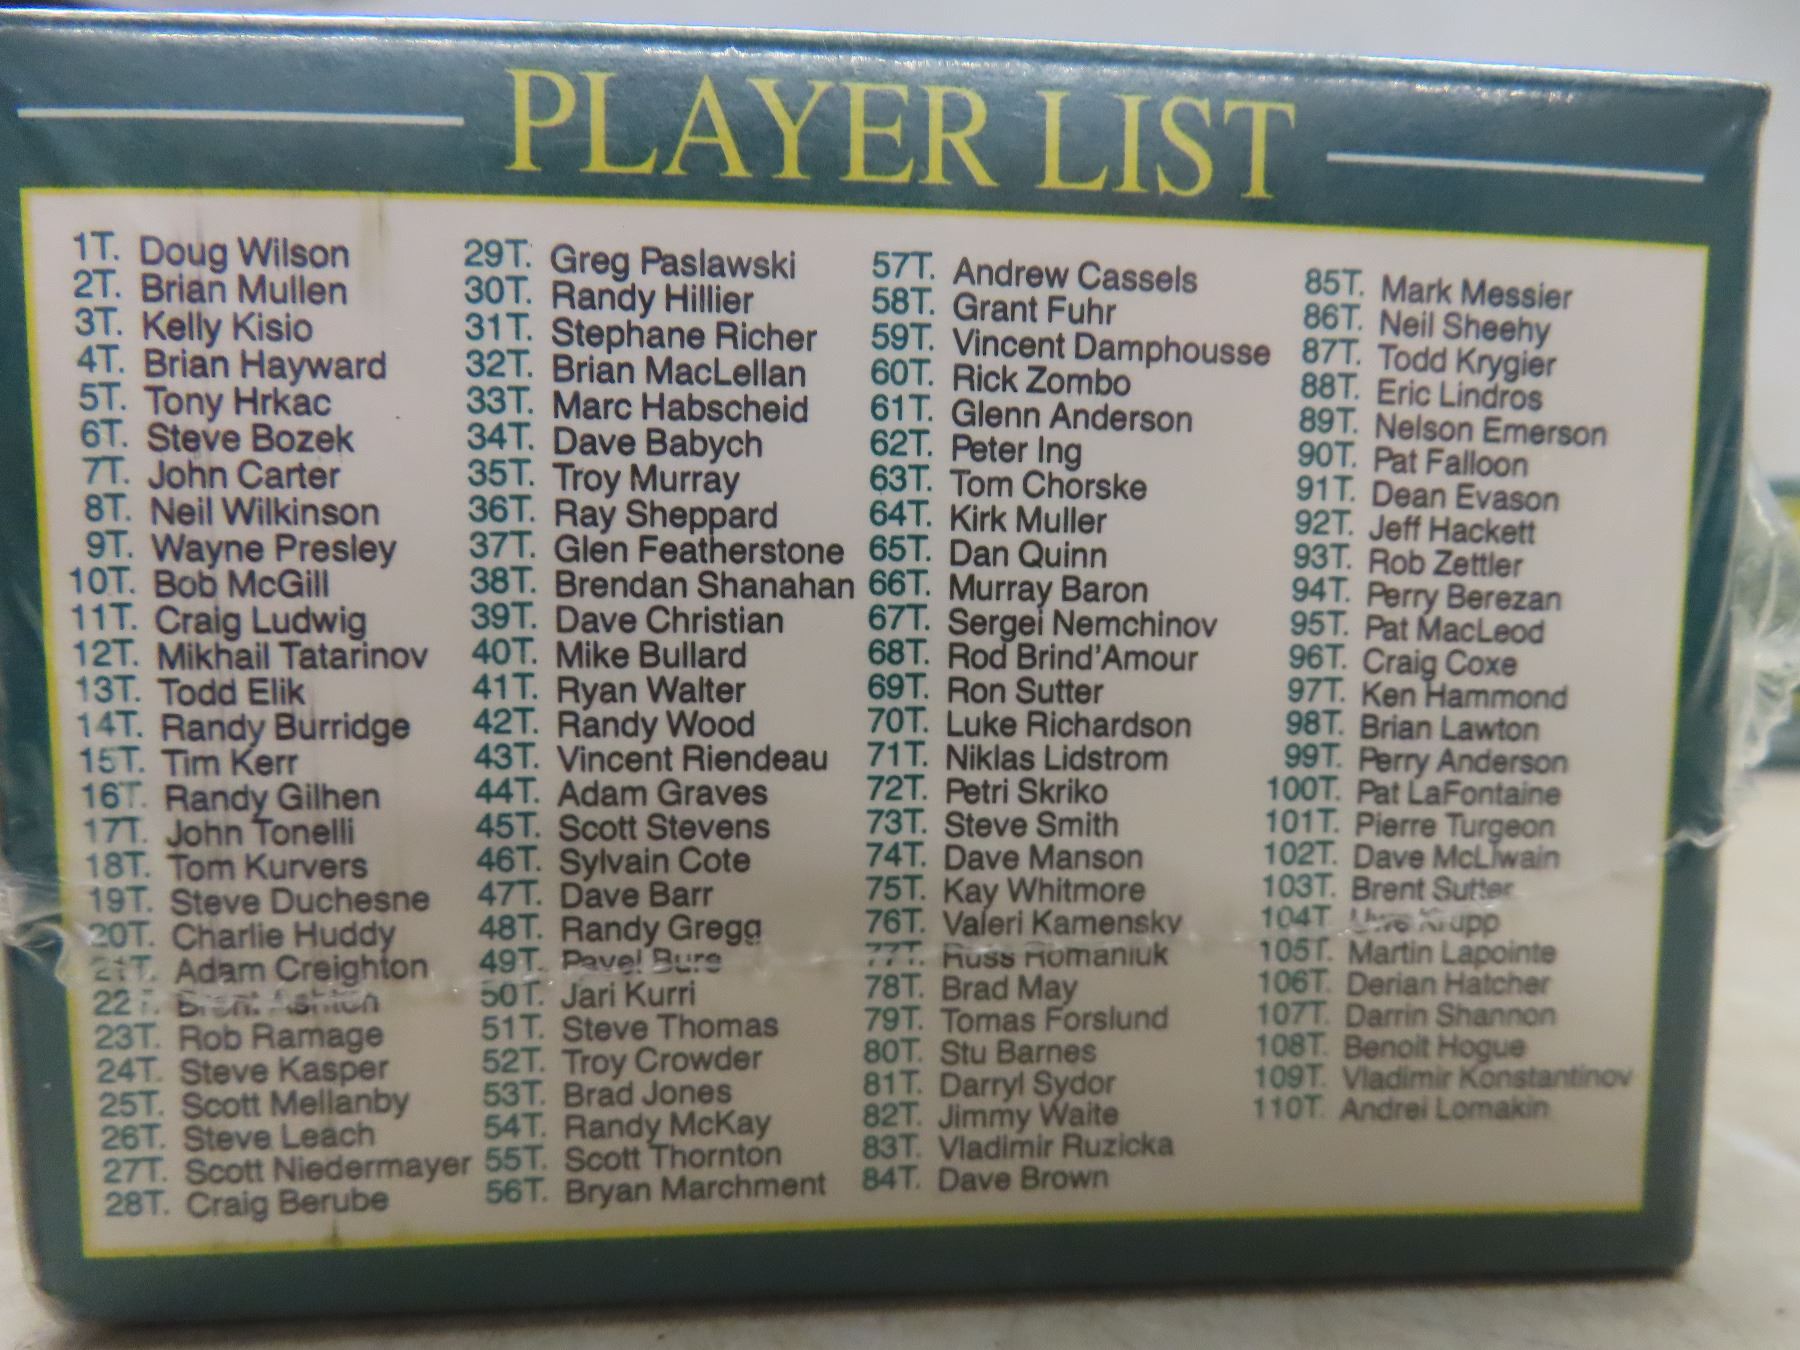 PLAYER LIST
1T. Doug Wilson
2T. Brian Mullen
3T. Kelly Kisio
4T. Brian Hayward
5T. Tony Hrkac
6T. Steve Bozek
7T. John Carter
8T. Neil Wilkinson
9T. Wayne Presley
10T. Bob McGill
11T. Craig Ludwig
12T. Mikhail Tatarinov
13T. Todd Elik
14T. Randy Burridge
15T. Tim Kerr
16T. Randy Gilhen
17T. John Tonelli
18T. Tom Kurvers
19T. Steve Duchesne
20T. Charlie Huddy
21T. Adam Creighton
22T. Brent Ashton
23T. Rob Ramage
24T. Steve Kasper
25T. Scott Mellanby
26T. Steve Leach
27T. Scott Niedermayer
28T. Craig Berube
29T. Greg Paslawski
30T. Randy Hillier
31T. Stephane Richer
32T. Brian MacLellan
33T. Marc Habscheid
34T. Dave Babych
35T. Troy Murray
36T. Ray Sheppard
37T. Glen Featherstone
38T. Brendan Shanahan
39T. Dave Christian
40T. Mike Bullard
41T. Ryan Walter
42T. Randy Wood
43T. Vincent Riendeau
44T. Adam Graves
45T. Scott Stevens
46T. Sylvain Cote
47T. Dave Barr
48T. Randy Gregg
49T. Pavel Bure
50T. Jari Kurri
51T. Steve Thomas
52T. Troy Crowder
53T. Brad Jones
54T. Randy McKay
55T. Scott Thornton
56T. Bryan Marchment
57T. Andrew Cassels
58T. Grant Fuhr
59T. Vincent Damphousse
60T. Rick Zombo
61T. Glenn Anderson
62T. Peter Ing
63T. Tom Chorske
64T. Kirk Muller
65T. Dan Quinn
66T. Murray Baron
67T. Sergei Nemchinov
68T. Rod Brind'Amour
69T. Ron Sutter
70T. Luke Richardson
71T. Niklas Lidstrom
72T. Petri Skriko
73T. Steve Smith
74T. Dave Manson
75T. Kay Whitmore
76T. Valeri Kamensky
77T. Russ Romaniuk
78T. Brad May
79T. Tomas Forslund
80T. Stu Barnes
81T. Darryl Sydor
82T. Jimmy Waite
83T. Vladimir Ruzicka
84T. Dave Brown
85T. Mark Messier
86T. Neil Sheehy
87T. Todd Krygier
88T. Eric Lindros
89T. Nelson Emerson
90T. Pat Falloon
91T. Dean Evason
92T. Jeff Hackett
93T. Rob Zettler
94T. Perry Berezan
95T. Pat MacLeod
96T. Craig Coxe
97T. Ken Hammond
98T. Brian Lawton
99T. Perry Anderson
100T. Pat LaFontaine
101T. Pierre Turgeon
102T. Dave McLlwain
103T. Brent Sutter
104T. Uwe Krupp
105T. Martin Lapointe
106T. Derian Hatcher
107T. Darrin Shannon
108T. Benoit Hogue
109T. Vladimir Konstantinov
110T. Andrei Lomakin